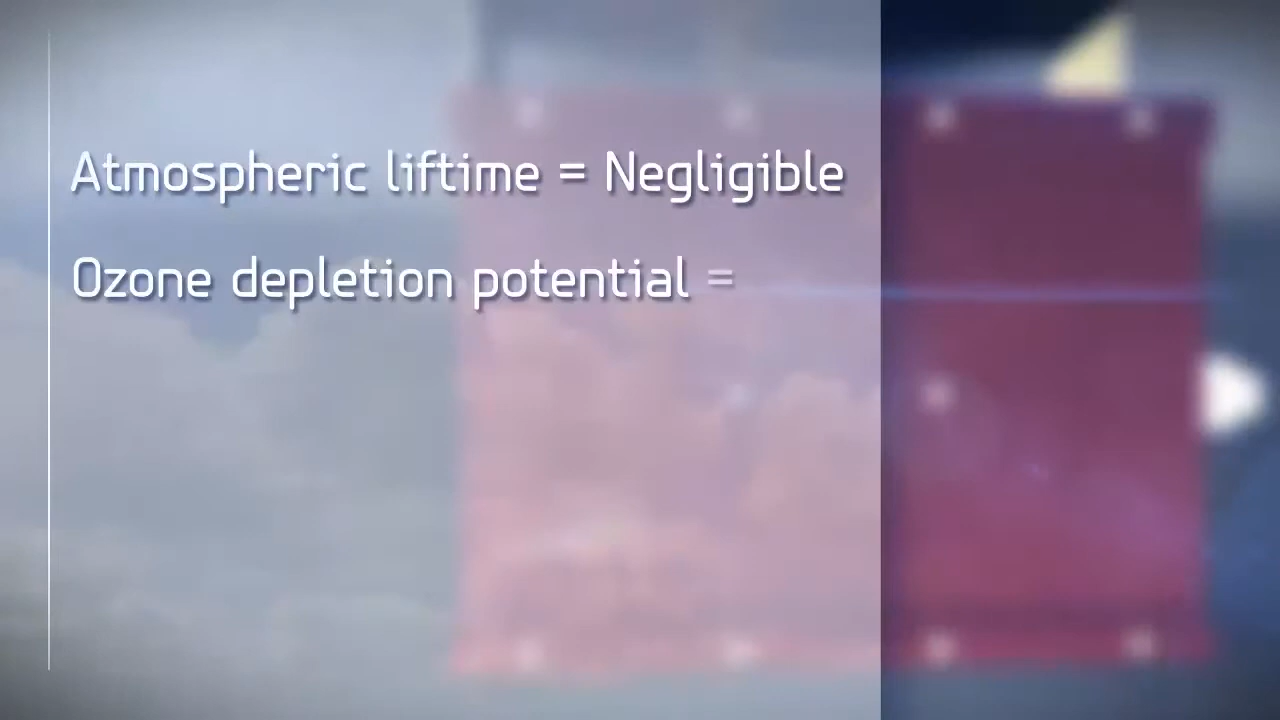 Atmospheric liftime = Negligible
Ozone depletion potential =